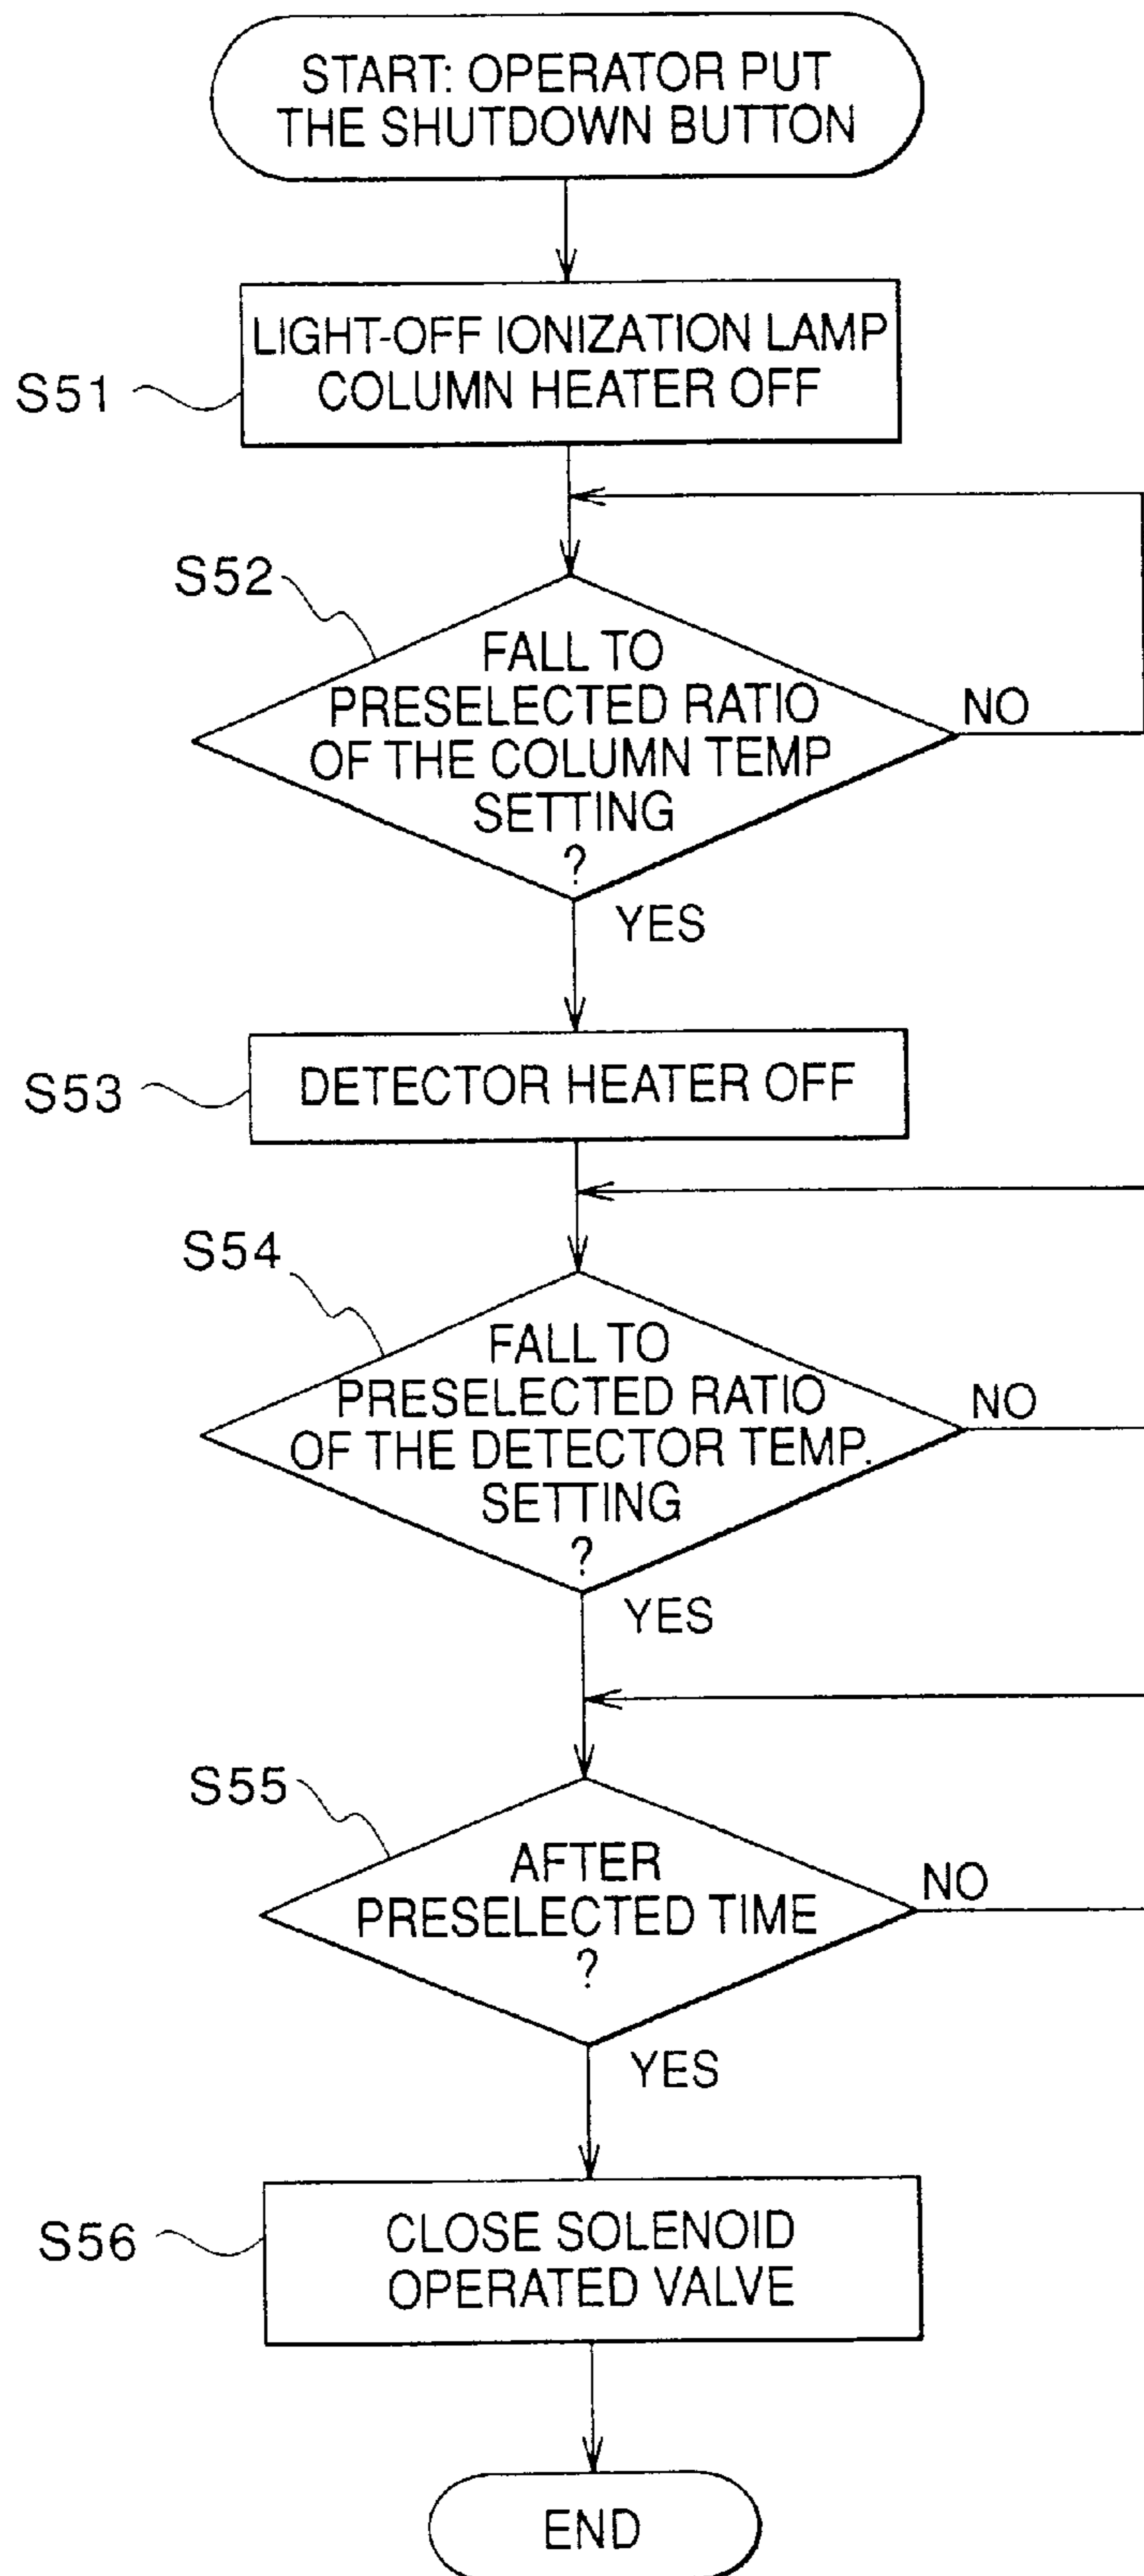 START: OPERATOR PUT
THE SHUTDOWN BUTTON
LIGHT-OFF IONIZATION LAMP
COLUMN HEATER OFF
S51
S52
FALL TO
PRESELECTED RATIO
OF THE COLUMN TEMP
SETTING
?
NO
YES
DETECTOR HEATER OFF
S53
S54
FALL TO
PRESELECTED RATIO
OF THE DETECTOR TEMP.
SETTING
?
NO
YES
S55
AFTER
PRESELECTED TIME
?
NO
YES
S56
CLOSE SOLENOID
OPERATED VALVE
END